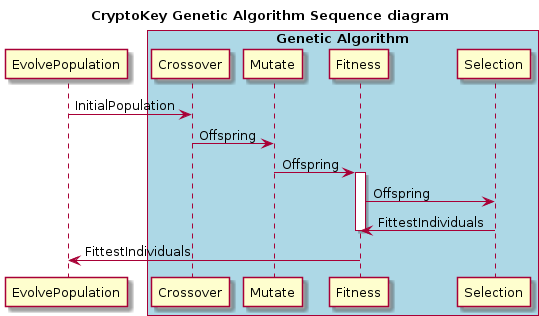 CryptoKey Genetic Algorithm Sequence diagram
Genetic Algorithm
EvolvePopulation Crossover Mutate Fitness Selection
InitialPopulation
Offspring
Offspring
Offspring
FittestIndividuals
FittestIndividuals
EvolvePopulation Crossover Mutate Fitness Selection